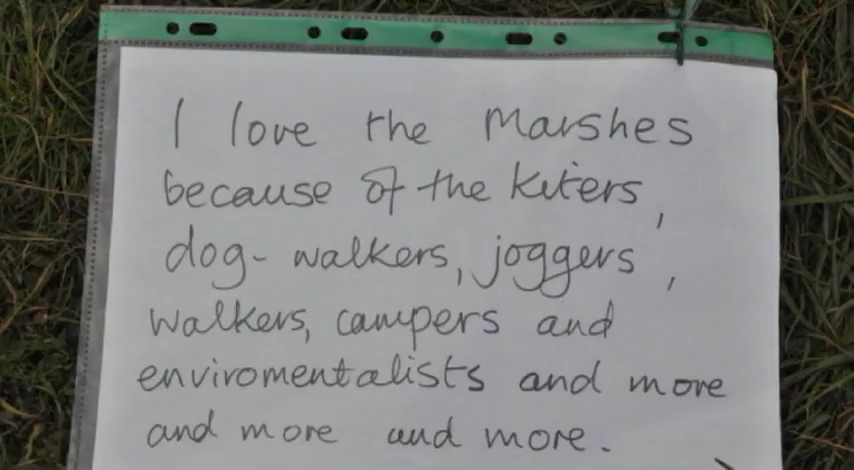 I love the Marshes
because of the kiters,
dog-walkers, joggers,
walkers, campers and
enviromentalists and more
and more and more.